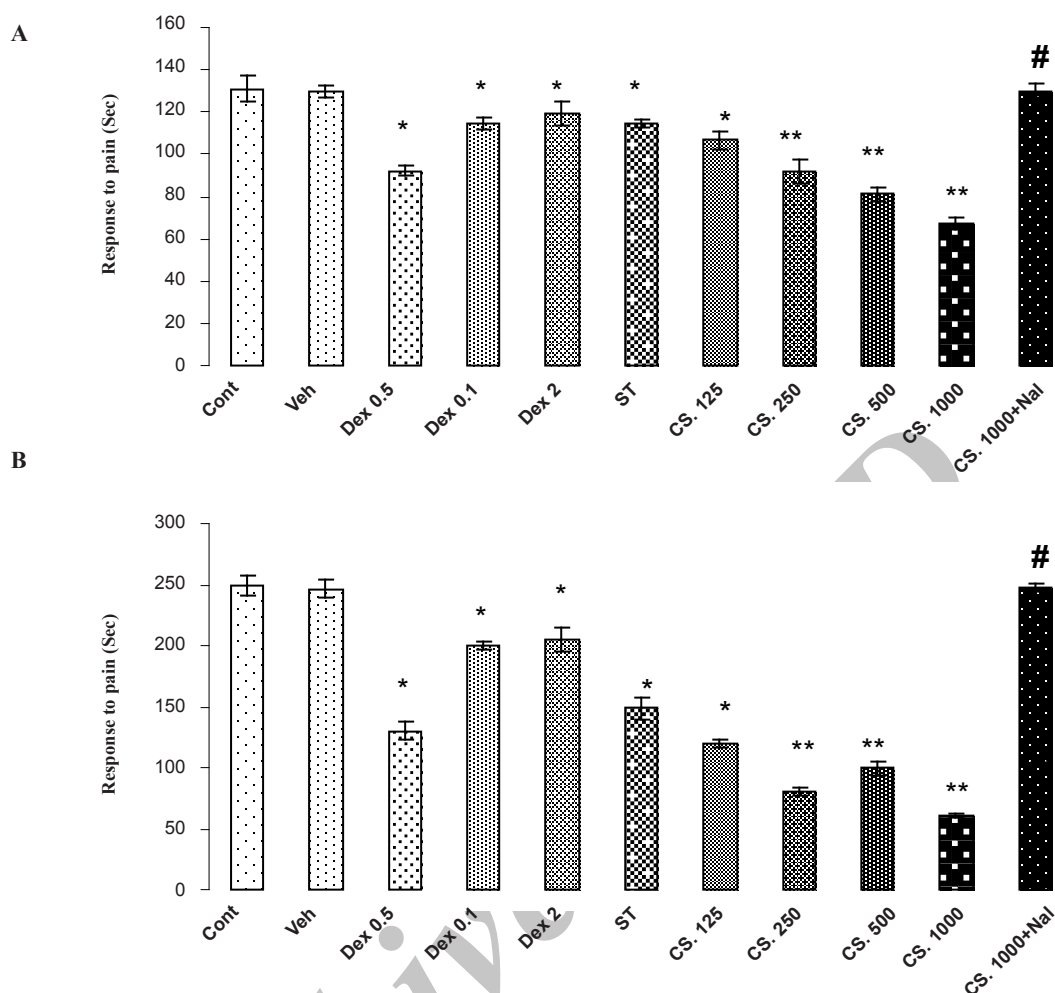 A
Response to pain (Sec)
160
140
120
100
80
60
40
20
0
*
*
*
*
*
**
**
**
#
Cont
Veh
Dex 0.5
Dex 0.1
Dex 2
ST
CS. 125
CS. 250
CS. 500
CS. 1000
CS. 1000+Nal
B
Response to pain (Sec)
300
250
200
150
100
50
0
*
*
*
*
*
**
**
**
#
Cont
Veh
Dex 0.5
Dex 0.1
Dex 2
ST
CS. 125
CS. 250
CS. 500
CS. 1000
CS. 1000+Nal